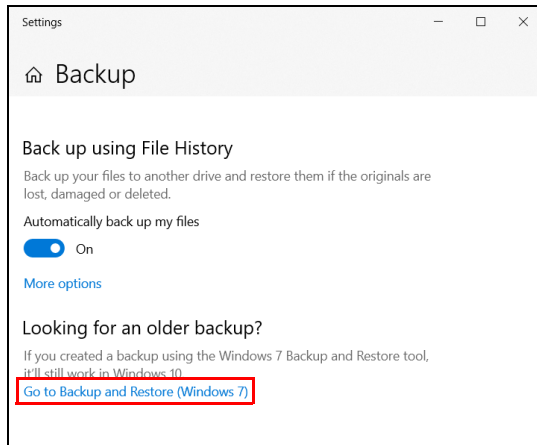 Settings
Backup
Back up using File History
Back up your files to another drive and restore them if the originals are
lost, damaged or deleted.
Automatically back up my files
On
More options
Looking for an older backup?
If you created a backup using the Windows 7 Backup and Restore tool,
it'll still work in Windows 10.
Go to Backup and Restore (Windows 7)